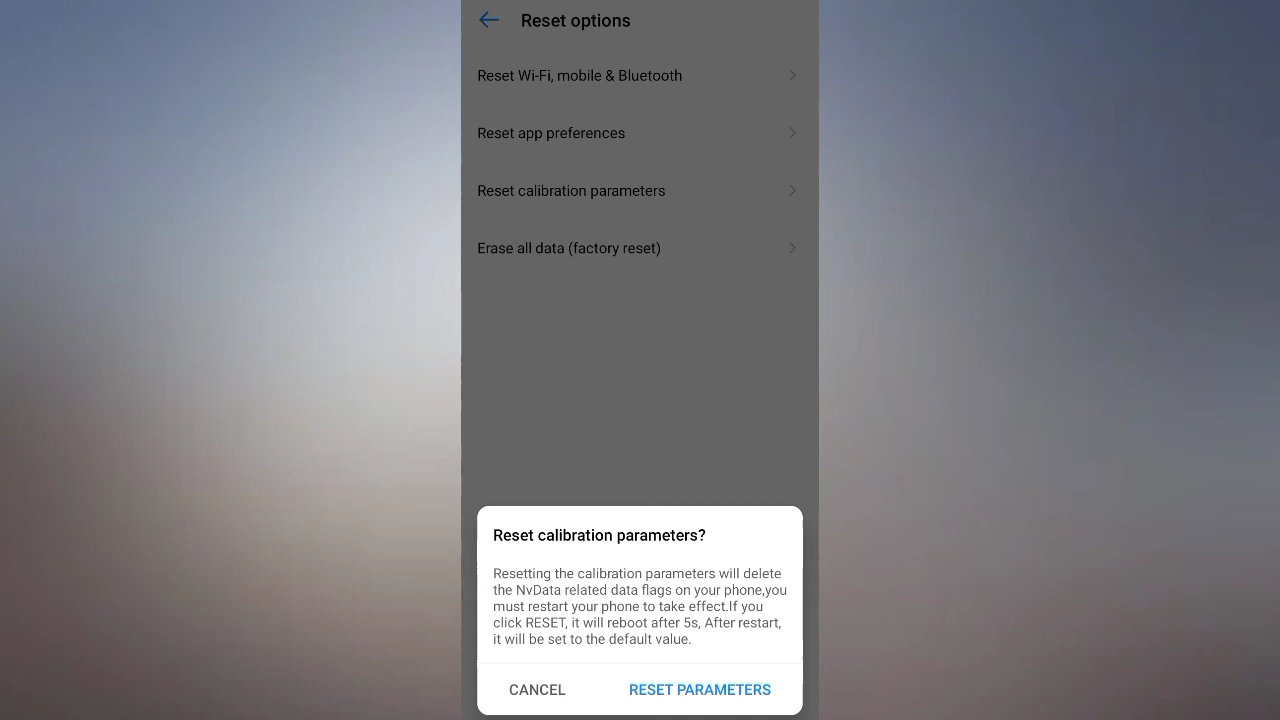 Reset options
Reset Wi-Fi, mobile & Bluetooth
Reset app preferences
Reset calibration parameters
Erase all data (factory reset)
Reset calibration parameters?
Resetting the calibration parameters will delete
the NvData related data flags on your phone,you
must restart your phone to take effect.If you
click RESET, it will reboot after 5s, After restart,
it will be set to the default value.
CANCEL
RESET PARAMETERS